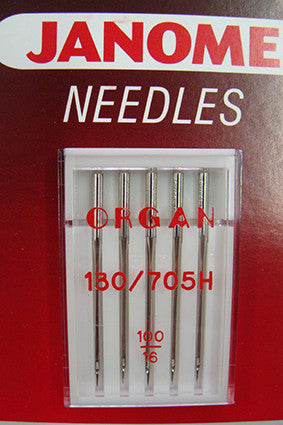 JANOME
NEEDLES
ORGAN
130/705H
100
16